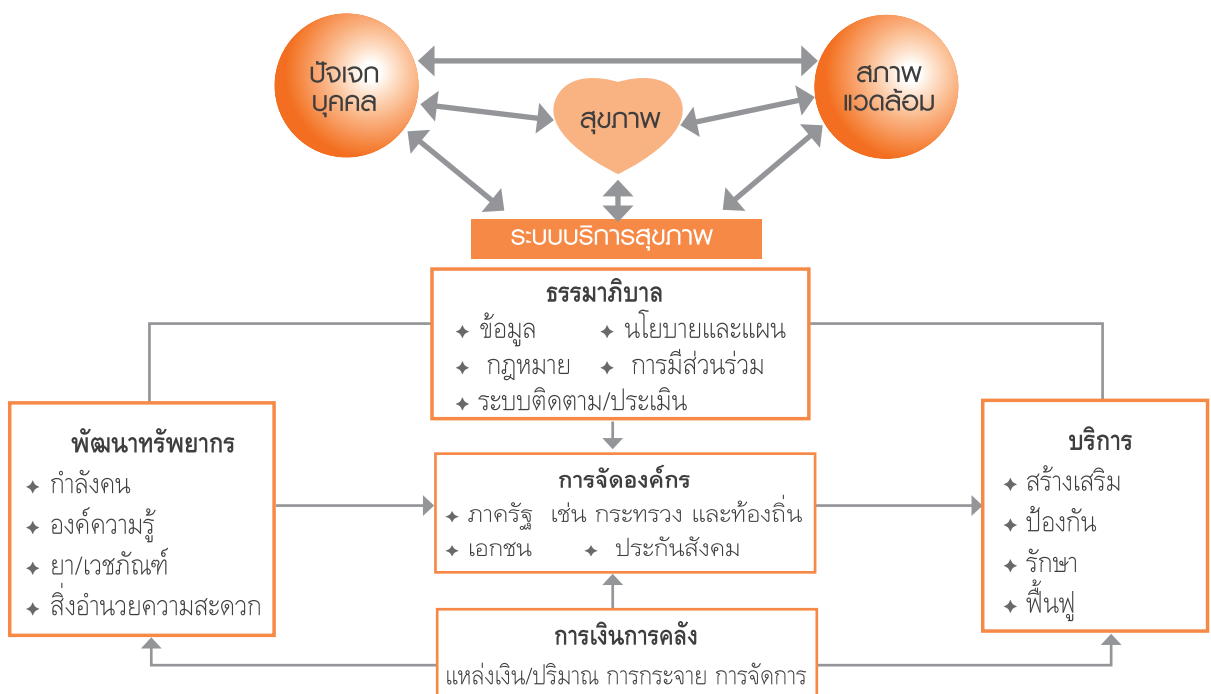 ปัจเจก
บุคคล
สุขภาพ
สภาพ
แวดล้อม
ระบบบริการสุขภาพ
ธรรมาภิบาล
✦ ข้อมูล ✦ นโยบายและแผน
✦ กฎหมาย ✦ การมีส่วนร่วม
✦ ระบบติดตาม/ประเมิน
พัฒนาทรัพยากร
✦ กำลังคน
✦ องค์ความรู้
✦ ยา/เวชภัณฑ์
✦ สิ่งอำนวยความสะดวก
การจัดองค์กร
✦ ภาครัฐ เช่น กระทรวง และท้องถิ่น
✦ เอกชน ✦ ประกันสังคม
บริการ
✦ สร้างเสริม
✦ ป้องกัน
✦ รักษา
✦ ฟื้นฟู
การเงินการคลัง
แหล่งเงิน/ปริมาณ การกระจาย การจัดการ